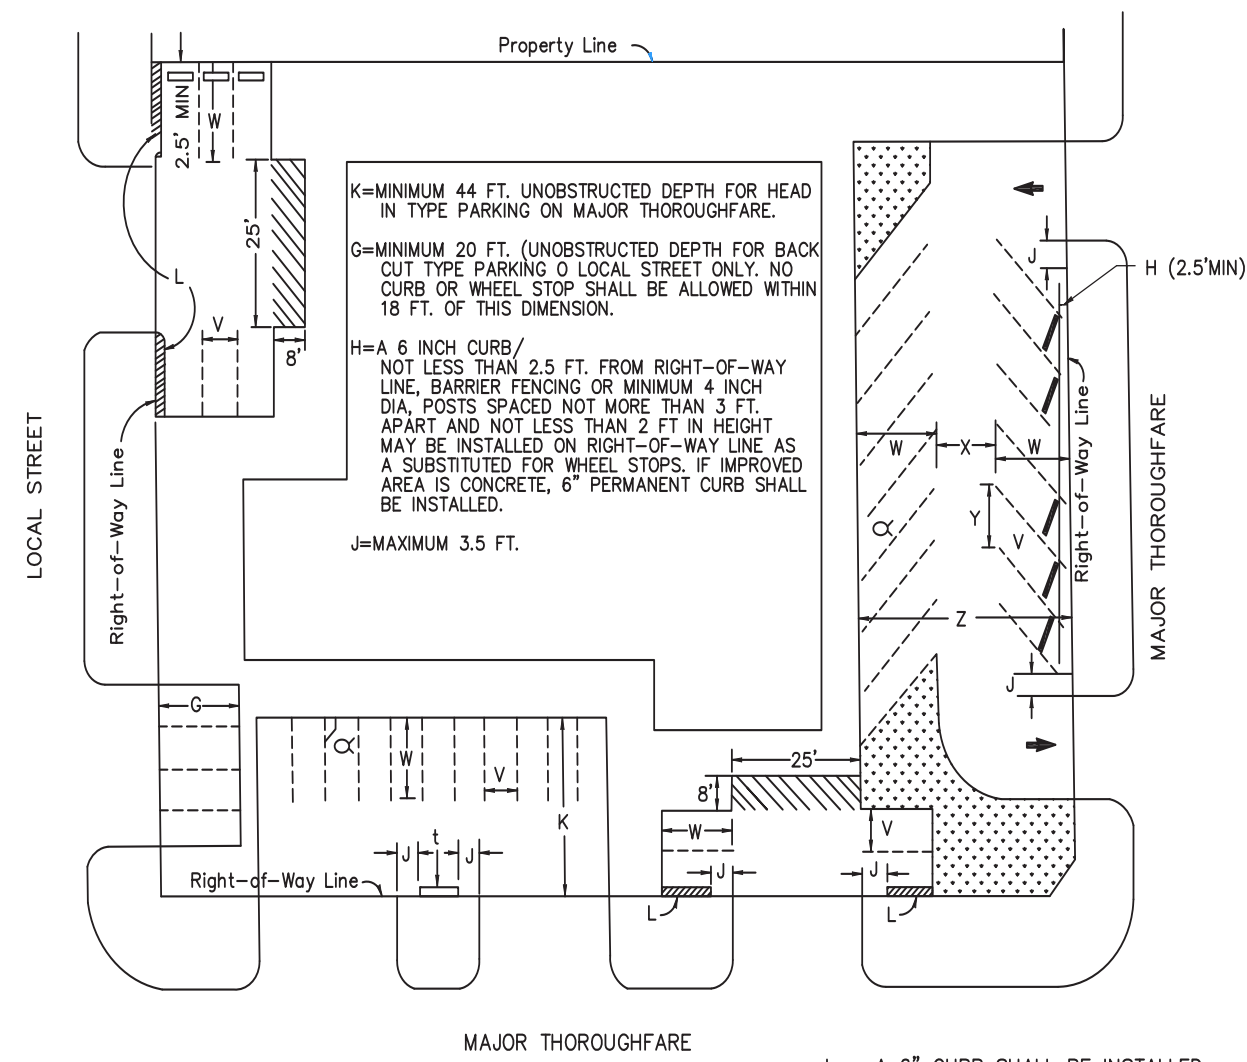 Property Line
2.5' MIN
W
25'
L
V
8'
K=MINIMUM 44 FT. UNOBSTRUCTED DEPTH FOR HEAD
IN TYPE PARKING ON MAJOR THOROUGHFARE.
G=MINIMUM 20 FT. (UNOBSTRUCTED DEPTH FOR BACK
CUT TYPE PARKING O LOCAL STREET ONLY. NO
CURB OR WHEEL STOP SHALL BE ALLOWED WITHIN
18 FT. OF THIS DIMENSION.
H=A 6 INCH CURB/
NOT LESS THAN 2.5 FT. FROM RIGHT-OF-WAY
LINE, BARRIER FENCING OR MINIMUM 4 INCH
DIA, POSTS SPACED NOT MORE THAN 3 FT.
APART AND NOT LESS THAN 2 FT IN HEIGHT
MAY BE INSTALLED ON RIGHT-OF-WAY LINE AS
A SUBSTITUTED FOR WHEEL STOPS. IF IMPROVED
AREA IS CONCRETE, 6" PERMANENT CURB SHALL
BE INSTALLED.
J=MAXIMUM 3.5 FT.
J
H (2.5'MIN)
LOCAL STREET
Right-of-Way Line
W
X
W
Y
V
Z
J
Right-of-Way Line
MAJOR THOROUGHFARE
G
W
V
K
J
t
J
Right-of-Way Line
25'
8'
W
J
L
V
J
L
MAJOR THOROUGHFARE